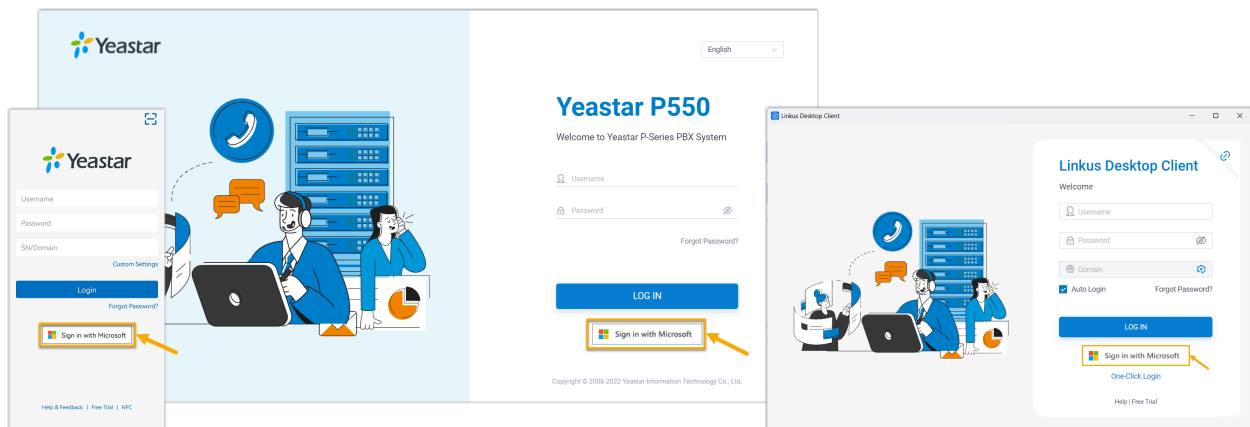 Yeastar
Username
Password
SN/Domain
Custom Settings
Login
Forgot Password?
Sign in with Microsoft
Help & Feedback | Free Trial | NFC
Yeastar
English
Yeastar P550
Welcome to Yeastar P-Series PBX System
Username
Password
Forgot Password?
LOG IN
Sign in with Microsoft
Copyright © 2006-2022 Yeastar Information Technology Co., Ltd.
Linkus Desktop Client
Linkus Desktop Client
Welcome
Username
Password
Domain
Auto Login Forgot Password?
LOG IN
Sign in with Microsoft
One-Click Login
Help | Free Trial